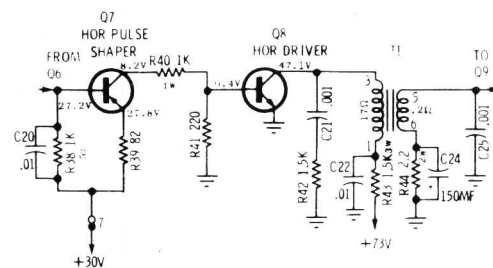 Q7
HOR PULSE
SHAPER
Q8
HOR DRIVER
FROM
Q6
8.2V
R40 1K
1W
47.1V
T1
TO
Q9
27.2V
27.8V
0.4V
C20
.01
R38 1K
R39 82
R41 220
C21
.001
R42 1.5K
3
17Ω
1
5
.2Ω
6
C22
.01
R43 1.5K 3W
R44 2.2
2W
C24
150MF
C25
.001
7
+30V
+73V